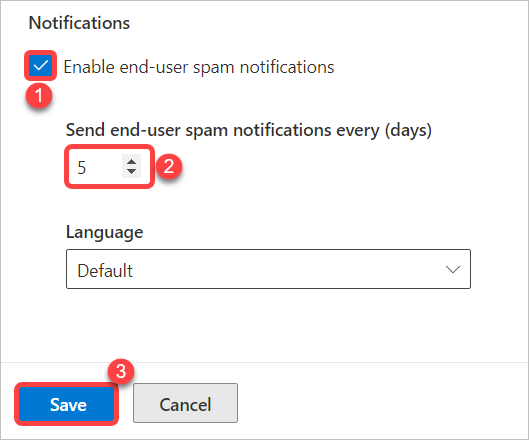 Notifications
Enable end-user spam notifications
1
Send end-user spam notifications every (days)
5
2
Language
Default
3
Save
Cancel